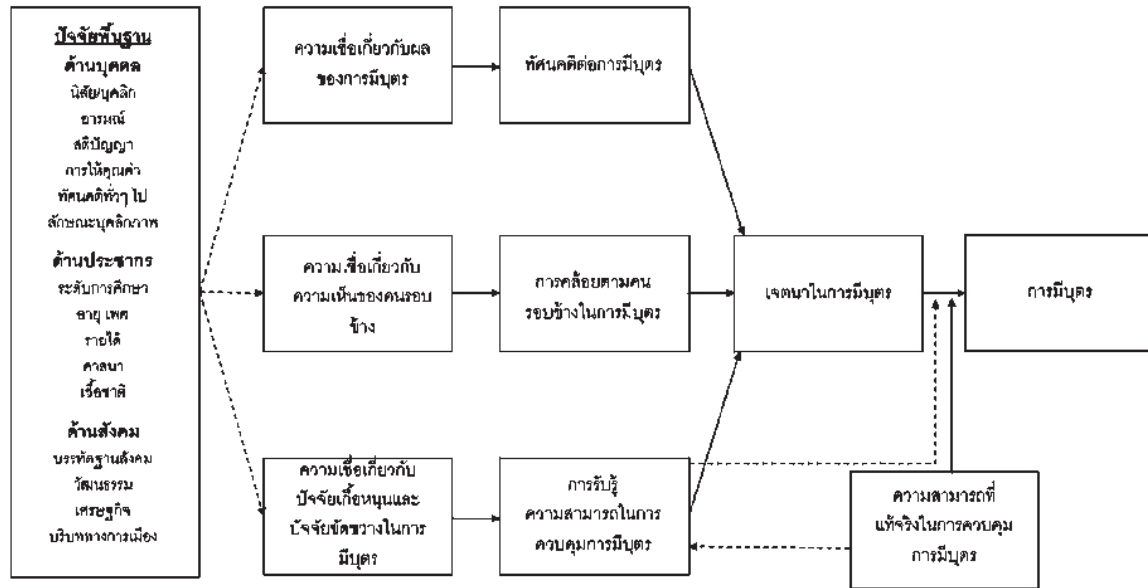 ปัจจัยพื้นฐาน
ด้านบุคคล
นิสัย/บุคลิก
อารมณ์
สติปัญญา
การให้คุณค่า
ทัศนคติทั่วๆ ไป
ลักษณะบุคลิกภาพ
ด้านประชากร
ระดับการศึกษา
อายุ เพศ
รายได้
ศาสนา
เชื้อชาติ
ด้านสังคม
บรรทัดฐานสังคม
วัฒนธรรม
เศรษฐกิจ
บริบททางการเมือง
ความเชื่อเกี่ยวกับผล
ของการมีบุตร
ทัศนคติต่อการมีบุตร
ความเชื่อเกี่ยวกับ
ความเห็นของคนรอบ
ข้าง
การคล้อยตามคน
รอบข้างในการมีบุตร
เจตนาในการมีบุตร
การมีบุตร
ความเชื่อเกี่ยวกับ
ปัจจัยเกื้อหนุนและ
ปัจจัยขัดขวางในการ
มีบุตร
การรับรู้
ความสามารถในการ
ควบคุมการมีบุตร
ความสามารถที่
แท้จริงในการควบคุม
การมีบุตร